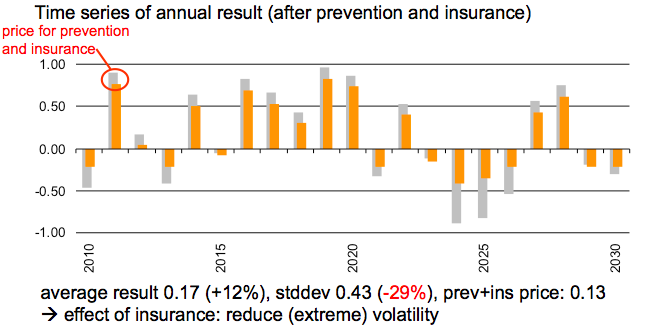 Time series of annual result (after prevention and insurance)
price for prevention
and insurance
1.00
0.50
0.00
-0.50
-1.00
2010
2015
2020
2025
2030
average result 0.17 (+12%), stddev 0.43 (-29%), prev+ins price: 0.13
→ effect of insurance: reduce (extreme) volatility